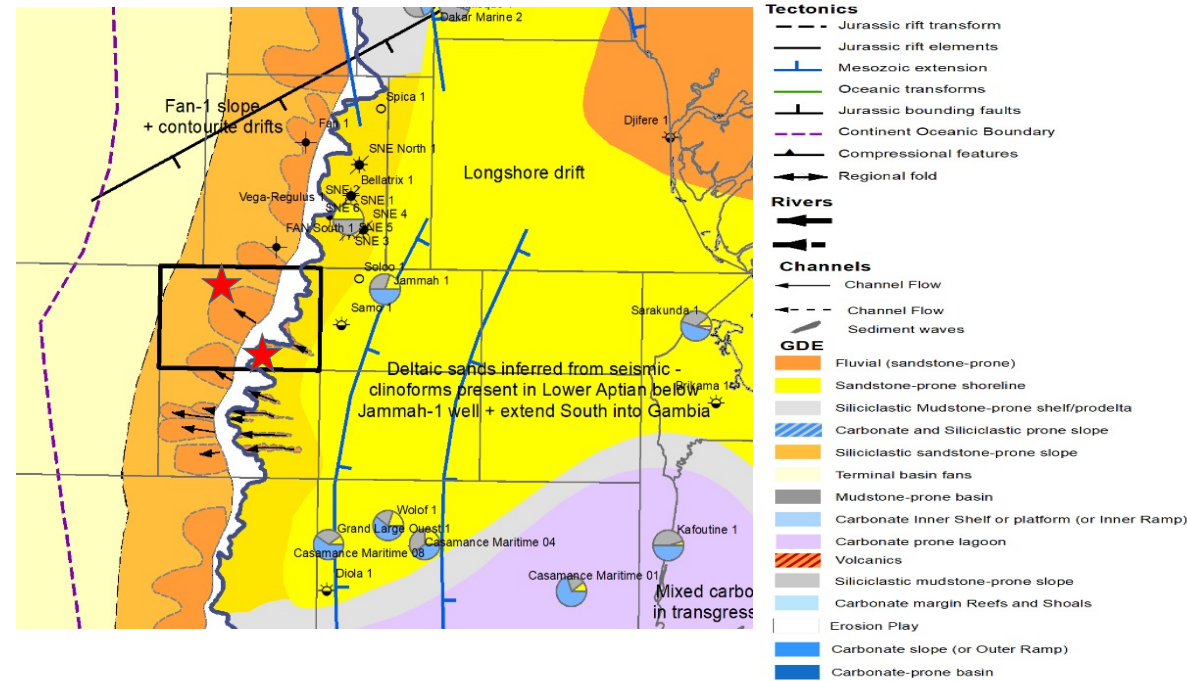 Dakar Marine 2
Spica 1
Fan-1 slope
+ contourite drifts
Fan 1
Djifere 1
SNE North 1
Bellatrix 1
Longshore drift
SNE 2
Vega-Regulus 1
SNE 1
SNE 6
SNE 4
FAN South 1
SNE 5
SNE 3
Soloo 1
Jammah 1
Samo 1
Sarakunda 1
Deltaic sands inferred from seismic -
clinoforms present in Lower Aptian below
Brikama 1
Jammah-1 well + extend South into Gambia
Wolof 1
Grand Large Ouest 1
Kafoutine 1
Casamance Maritime 04
Casamance Maritime 08
Diola 1
Casamance Maritime 01
Mixed carbo
in transgress
Tectonics
Jurassic rift transform
Jurassic rift elements
Mesozoic extension
Oceanic transforms
Jurassic bounding faults
Continent Oceanic Boundary
Compressional features
Regional fold
Rivers
Channels
Channel Flow
Channel Flow
Sediment waves
GDE
Fluvial (sandstone-prone)
Sandstone-prone shoreline
Siliciclastic Mudstone-prone shelf/prodelta
Carbonate and Siliciclastic prone slope
Siliciclastic sandstone-prone slope
Terminal basin fans
Mudstone-prone basin
Carbonate Inner Shelf or platform (or Inner Ramp)
Carbonate prone lagoon
Volcanics
Siliciclastic mudstone-prone slope
Carbonate margin Reefs and Shoals
Erosion Play
Carbonate slope (or Outer Ramp)
Carbonate-prone basin